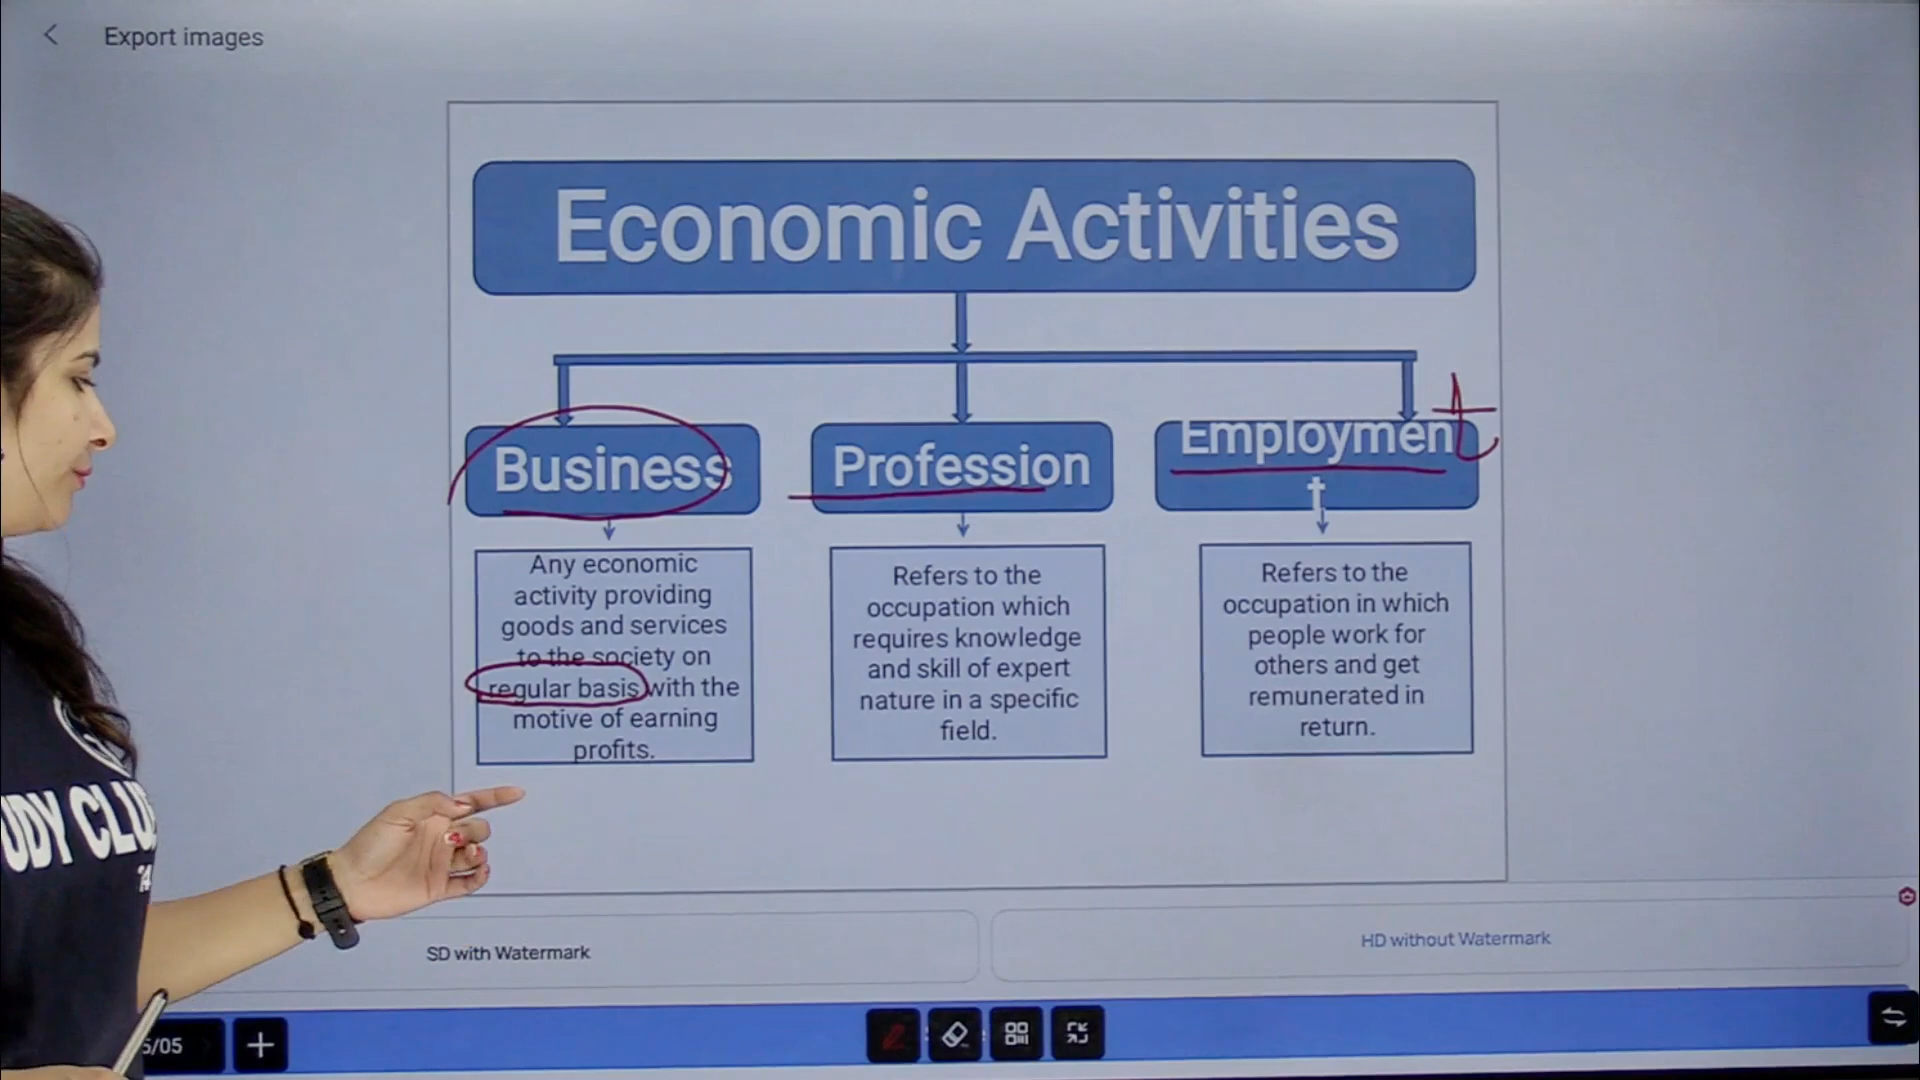 Export images
Economic Activities
Business
Profession
Employmen
t
t
Any economic
activity providing
goods and services
to the society on
regular basis with the
motive of earning
profits.
Refers to the
occupation which
requires knowledge
and skill of expert
nature in a specific
field.
Refers to the
occupation in which
people work for
others and get
remunerated in
return.
UDY CLU
SD with Watermark
HD without Watermark
5/05